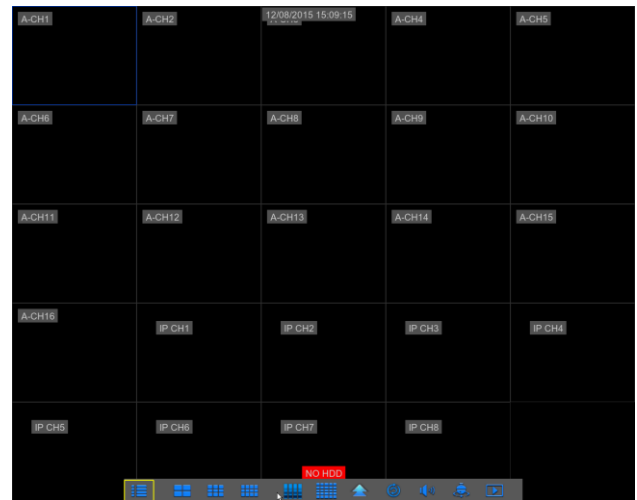 12/08/2015 15:09:15
A-CH1 A-CH2 A-CH4 A-CH5
A-CH6 A-CH7 A-CH8 A-CH9 A-CH10
A-CH11 A-CH12 A-CH13 A-CH14 A-CH15
A-CH16
IP CH1 IP CH2 IP CH3 IP CH4
IP CH5 IP CH6 IP CH7 IP CH8
NO HDD